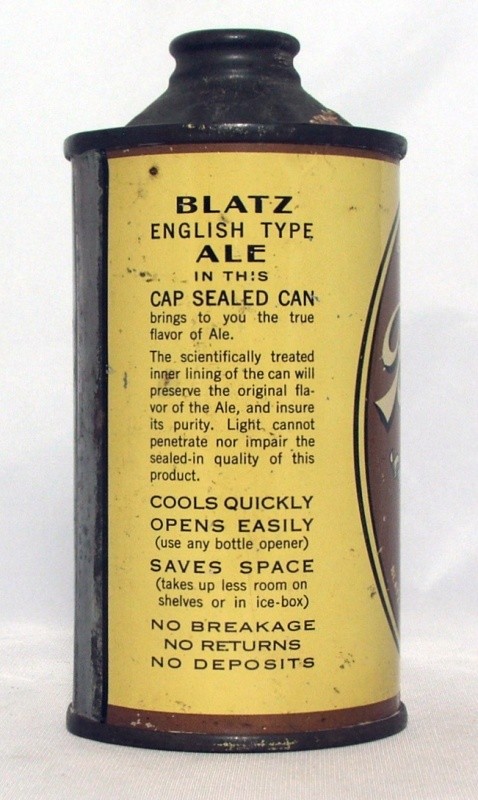 BLATZ
ENGLISH TYPE
ALE
IN THIS
CAP SEALED CAN
brings to you the true
flavor of Ale.
The scientifically treated
inner lining of the can will
preserve the original fla-
vor of the Ale, and insure
its purity. Light cannot
penetrate nor impair the
sealed-in quality of this
product.
COOLS QUICKLY
OPENS EASILY
(use any bottle opener)
SAVES SPACE
(takes up less room on
shelves or in ice-box)
NO BREAKAGE
NO RETURNS
NO DEPOSITS